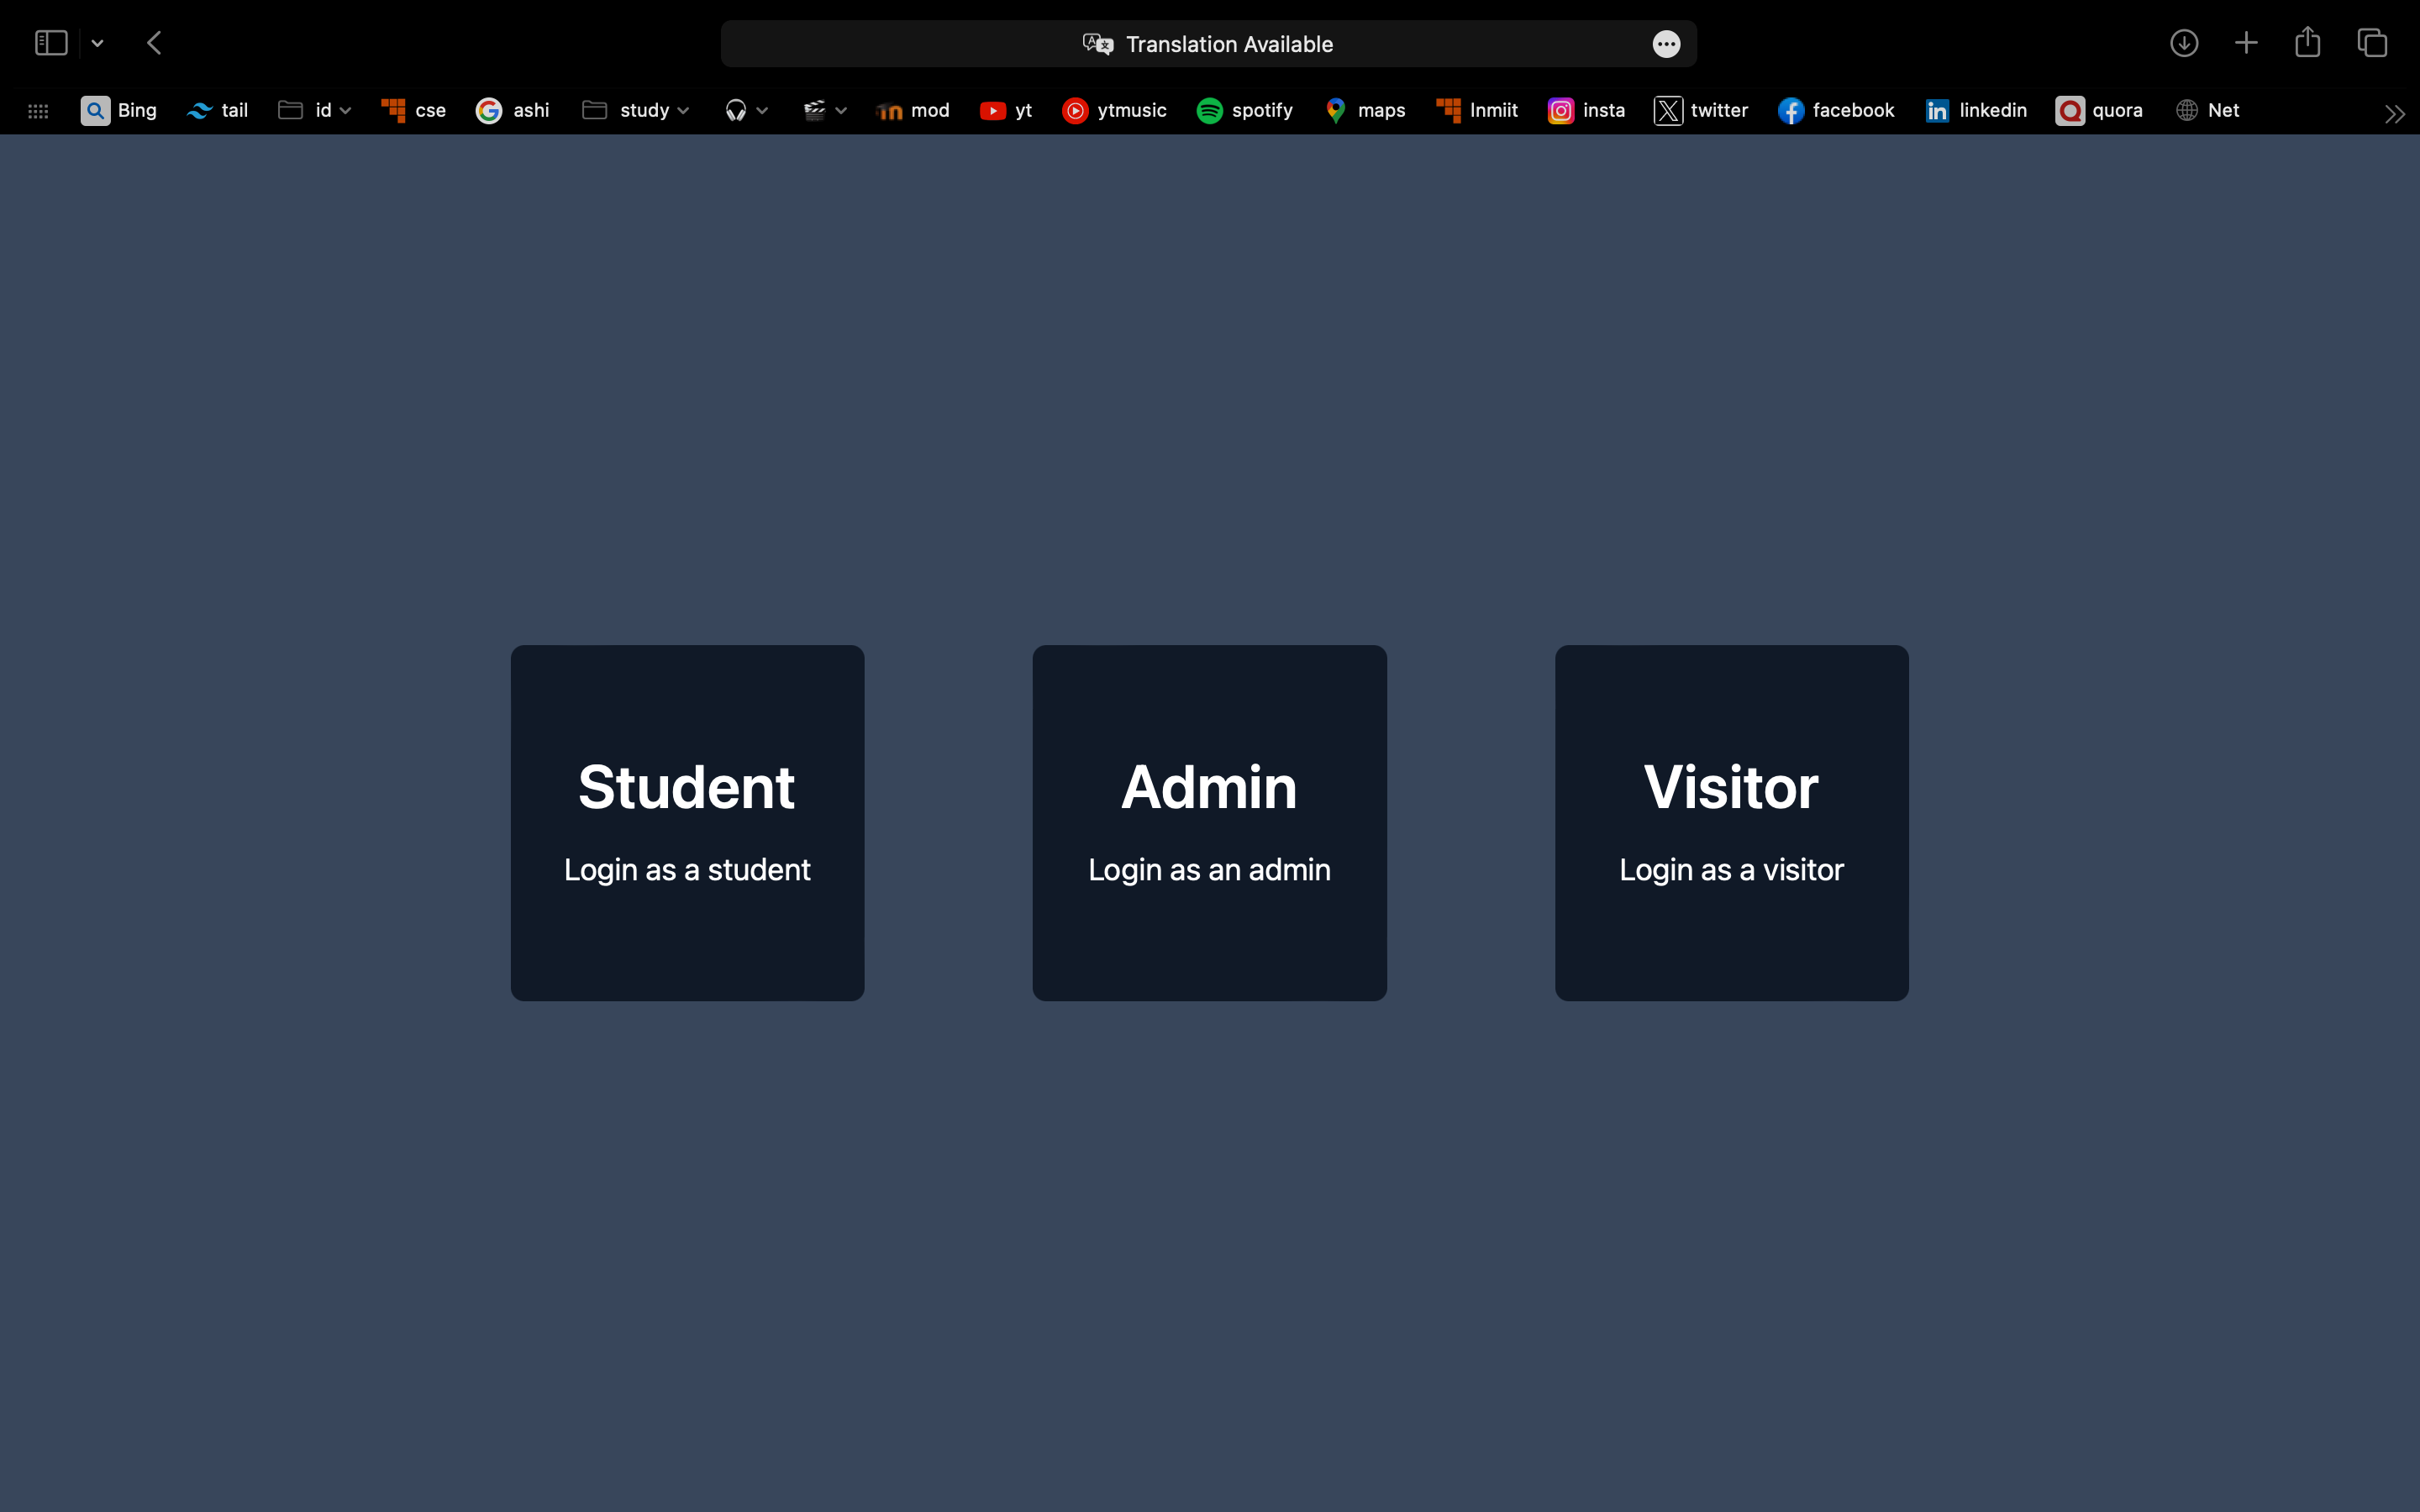 Translation Available
Bing tail id cse ashi study mod yt ytmusic spotify maps lnmiit insta twitter facebook linkedin quora Net
Student Admin Visitor
Login as a student Login as an admin Login as a visitor